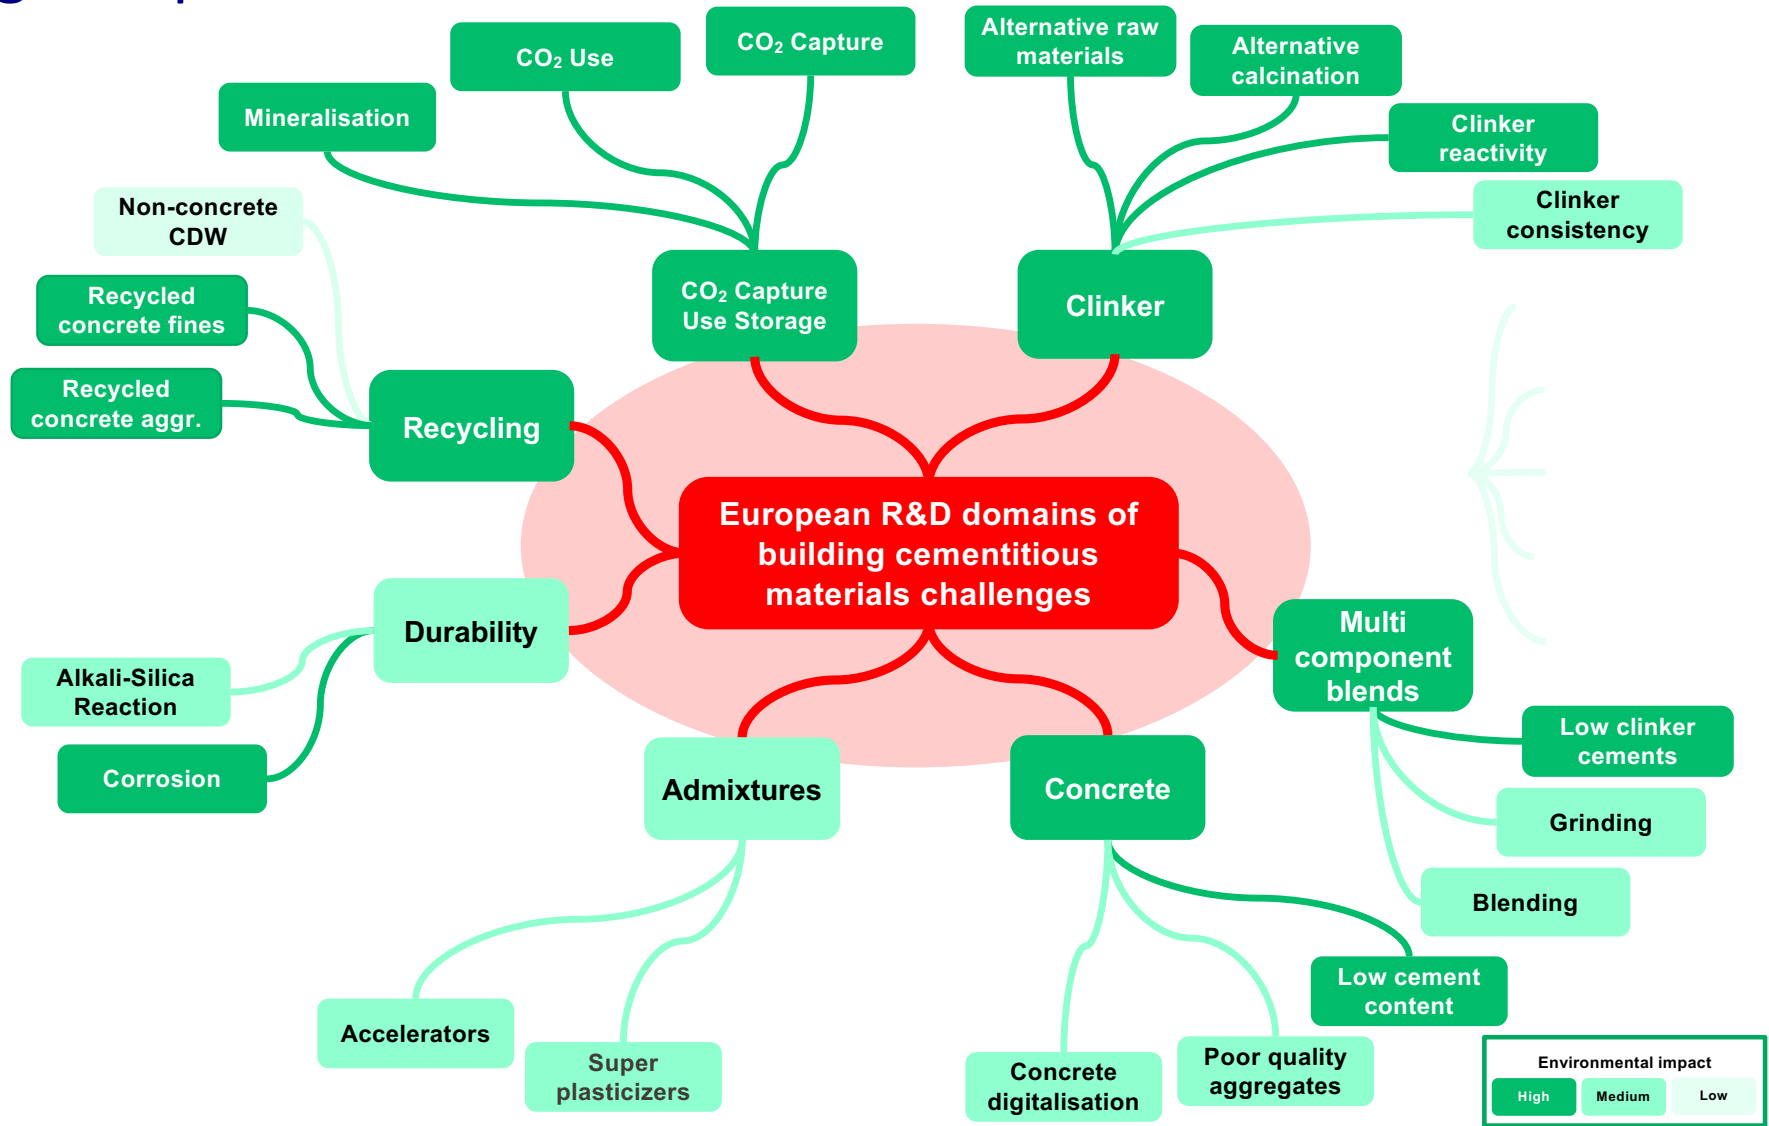 CO₂ Capture
Alternative raw
materials
CO₂ Use
Alternative
calcination
Mineralisation
Clinker
reactivity
Non-concrete
CDW
Clinker
consistency
Recycled
concrete fines
CO₂ Capture
Use Storage
Clinker
Recycled
concrete aggr.
Recycling
European R&D domains of
building cementitious
materials challenges
Durability
Multi
component
blends
Alkali-Silica
Reaction
Corrosion
Admixtures
Concrete
Low clinker
cements
Grinding
Blending
Low cement
content
Accelerators
Super
plasticizers
Concrete
digitalisation
Poor quality
aggregates
Environmental impact
High
Medium
Low